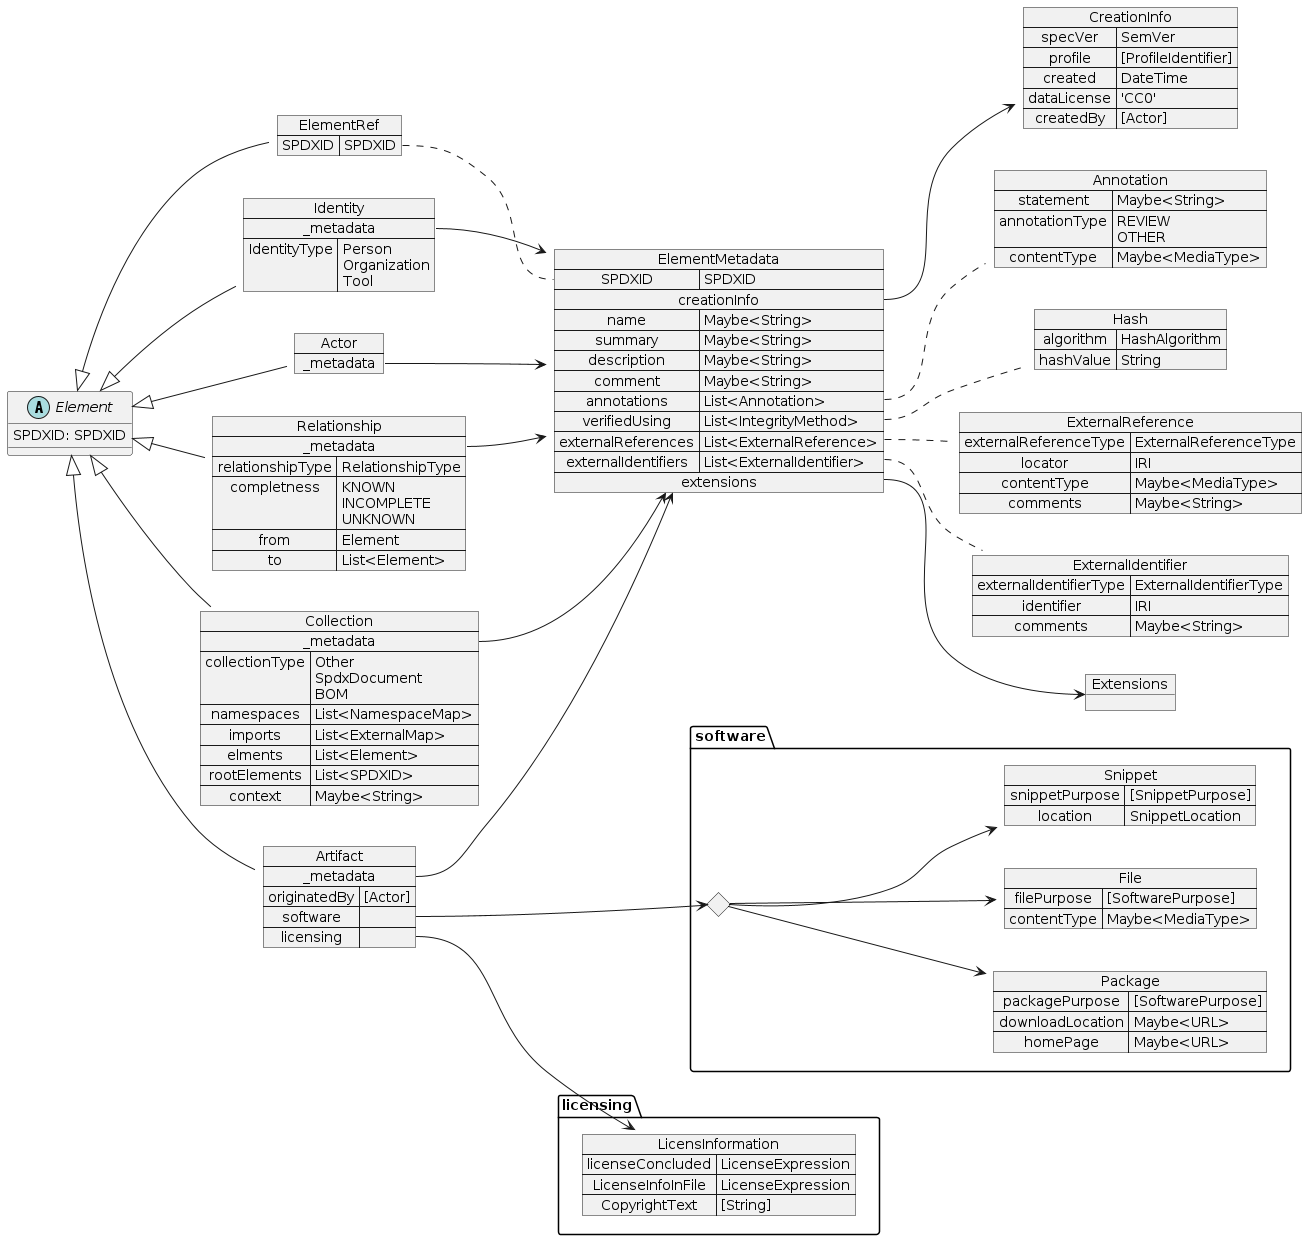 CreationInfo
specVer SemVer
profile [ProfileIdentifier]
created DateTime
dataLicense 'CC0'
createdBy [Actor]
ElementRef
SPDXID SPDXID
Annotation
statement Maybe<String>
annotationType REVIEW
OTHER
contentType Maybe<MediaType>
Identity
_metadata
IdentityType Person
Organization
Tool
ElementMetadata
SPDXID SPDXID
creationInfo
name Maybe<String>
summary Maybe<String>
description Maybe<String>
comment Maybe<String>
annotations List<Annotation>
verifiedUsing List<IntegrityMethod>
externalReferences List<ExternalReference>
externalIdentifiers List<ExternalIdentifier>
extensions
Hash
algorithm HashAlgorithm
hashValue String
Actor
_metadata
A Element
SPDXID: SPDXID
Relationship
_metadata
relationshipType RelationshipType
completness KNOWN
INCOMPLETE
UNKNOWN
from Element
to List<Element>
ExternalReference
externalReferenceType ExternalReferenceType
locator IRI
contentType Maybe<MediaType>
comments Maybe<String>
ExternalIdentifier
externalIdentifierType ExternalIdentifierType
identifier IRI
comments Maybe<String>
Collection
_metadata
collectionType Other
SpdxDocument
BOM
namespaces List<NamespaceMap>
imports List<ExternalMap>
elments List<Element>
rootElements List<SPDXID>
context Maybe<String>
Extensions
software
Snippet
snippetPurpose [SnippetPurpose]
location SnippetLocation
Artifact
_metadata
originatedBy [Actor]
software
licensing
File
filePurpose [SoftwarePurpose]
contentType Maybe<MediaType>
Package
packagePurpose [SoftwarePurpose]
downloadLocation Maybe<URL>
homePage Maybe<URL>
licensing
LicensInformation
licenseConcluded LicenseExpression
LicenseInfoInFile LicenseExpression
CopyrightText [String]